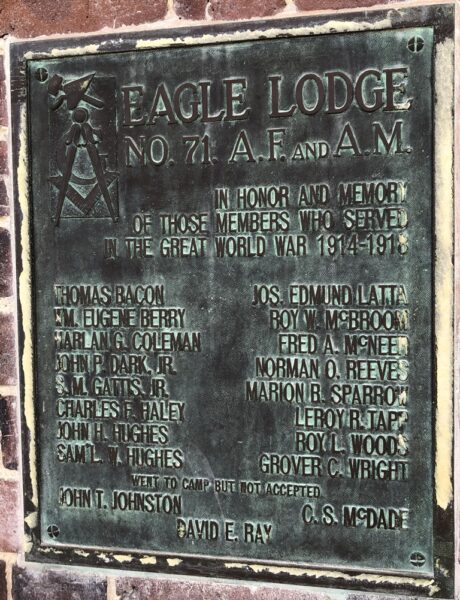 EAGLE LODGE
NO. 71. A.F. AND A.M.
IN HONOR AND MEMORY
OF THOSE MEMBERS WHO SERVED
IN THE GREAT WORLD WAR 1914-1918
THOMAS BACON JOS. EDMUND LATTA
WM. EUGENE BERRY ROY W. McBROOM
HARLAN G. COLEMAN FRED A. McNEER
JOHN P. DARK, JR. NORMAN O. REEVES
S. M. GATTIS, JR. MARION B. SPARROW
CHARLES F. HALEY LEROY R. TAPP
JOHN H. HUGHES ROY L. WOODS
SAM'L W. HUGHES GROVER C. WRIGHT
WENT TO CAMP BUT NOT ACCEPTED
JOHN T. JOHNSTON C. S. McDADE
DAVID E. RAY